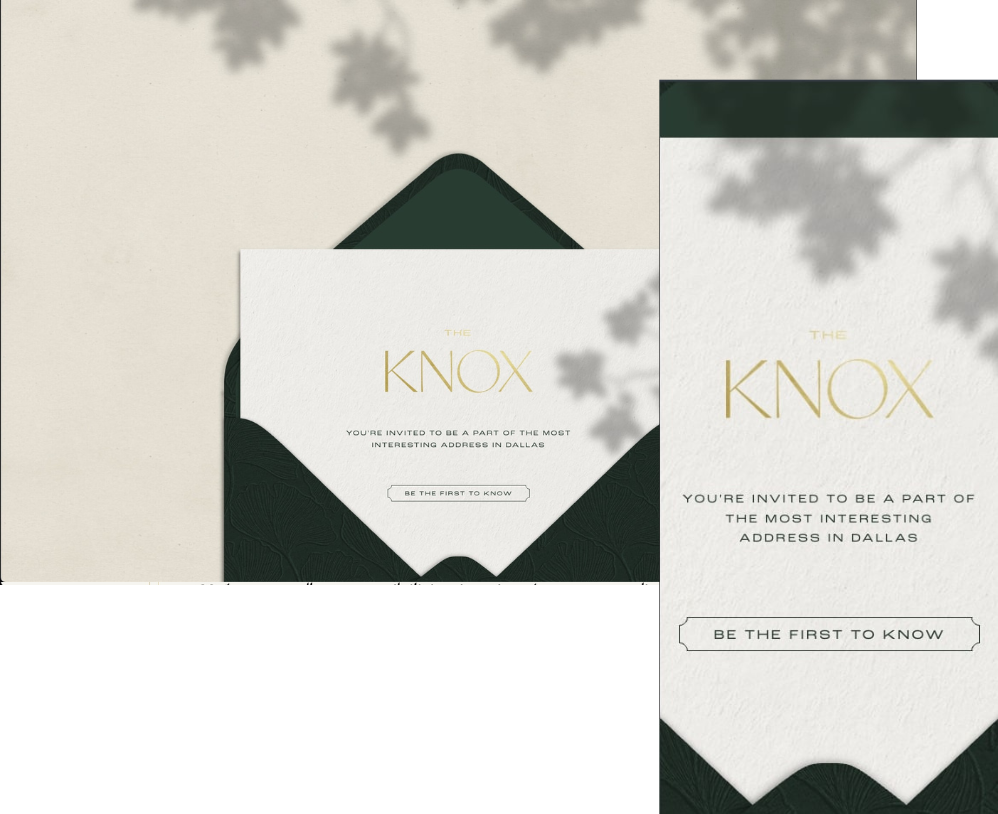 THE
KNOX
YOU'RE INVITED TO BE A PART OF THE MOST
INTERESTING ADDRESS IN DALLAS
BE THE FIRST TO KNOW
THE
KNOX
YOU'RE INVITED TO BE A PART OF
THE MOST INTERESTING
ADDRESS IN DALLAS
BE THE FIRST TO KNOW